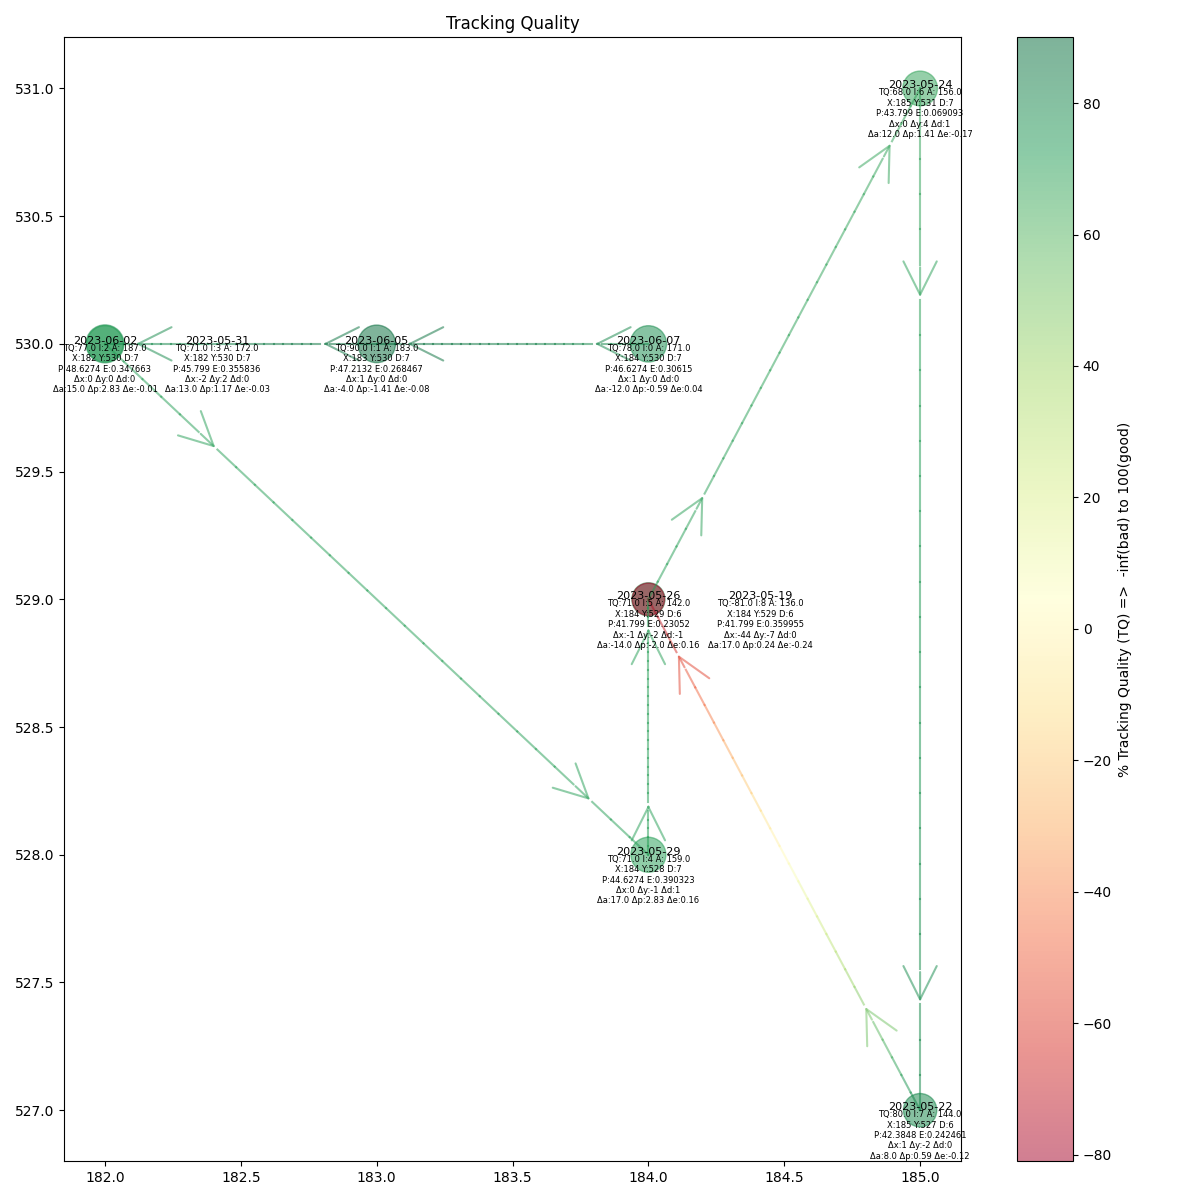 Tracking Quality
531.0
530.5
530.0
529.5
529.0
528.5
528.0
527.5
527.0
182.0 182.5 183.0 183.5 184.0 184.5 185.0
2023-05-24
TQ:68.0 I:6 A: 156.0
X:185 Y:531 D:7
P:43.799 E:0.069093
Δx:0 Δy:4 Δd:1
Δa:12.0 Δp:1.41 Δe:-0.17
2023-06-02
TQ:77.0 I:2 A: 187.0
X:182 Y:530 D:7
P:48.6274 E:0.347663
Δx:0 Δy:0 Δd:0
Δa:15.0 Δp:2.83 Δe:-0.01
2023-05-31
TQ:71.0 I:3 A: 172.0
X:182 Y:530 D:7
P:45.799 E:0.355836
Δx:-2 Δy:2 Δd:0
Δa:13.0 Δp:1.17 Δe:-0.03
2023-06-05
TQ:90.0 I:1 A: 183.0
X:183 Y:530 D:7
P:47.2132 E:0.268467
Δx:1 Δy:0 Δd:0
Δa:-4.0 Δp:-1.41 Δe:-0.08
2023-06-07
TQ:78.0 I:0 A: 171.0
X:184 Y:530 D:7
P:46.6274 E:0.30615
Δx:1 Δy:0 Δd:0
Δa:-12.0 Δp:-0.59 Δe:0.04
2023-05-26
TQ:71.0 I:5 A: 142.0
X:184 Y:529 D:6
P:41.799 E:0.23052
Δx:-1 Δy:-2 Δd:-1
Δa:-14.0 Δp:-2.0 Δe:0.16
2023-05-19
TQ:-81.0 I:8 A: 136.0
X:184 Y:529 D:6
P:41.799 E:0.359955
Δx:-44 Δy:-7 Δd:0
Δa:17.0 Δp:0.24 Δe:-0.24
2023-05-29
TQ:71.0 I:4 A: 159.0
X:184 Y:528 D:7
P:44.6274 E:0.390323
Δx:0 Δy:-1 Δd:1
Δa:17.0 Δp:2.83 Δe:0.16
2023-05-22
TQ:80.0 I:7 A: 144.0
X:185 Y:527 D:6
P:42.3848 E:0.242461
Δx:1 Δy:-2 Δd:0
Δa:8.0 Δp:0.59 Δe:-0.12
80
60
40
20
0
−20
−40
−60
−80
% Tracking Quality (TQ) => -inf(bad) to 100(good)